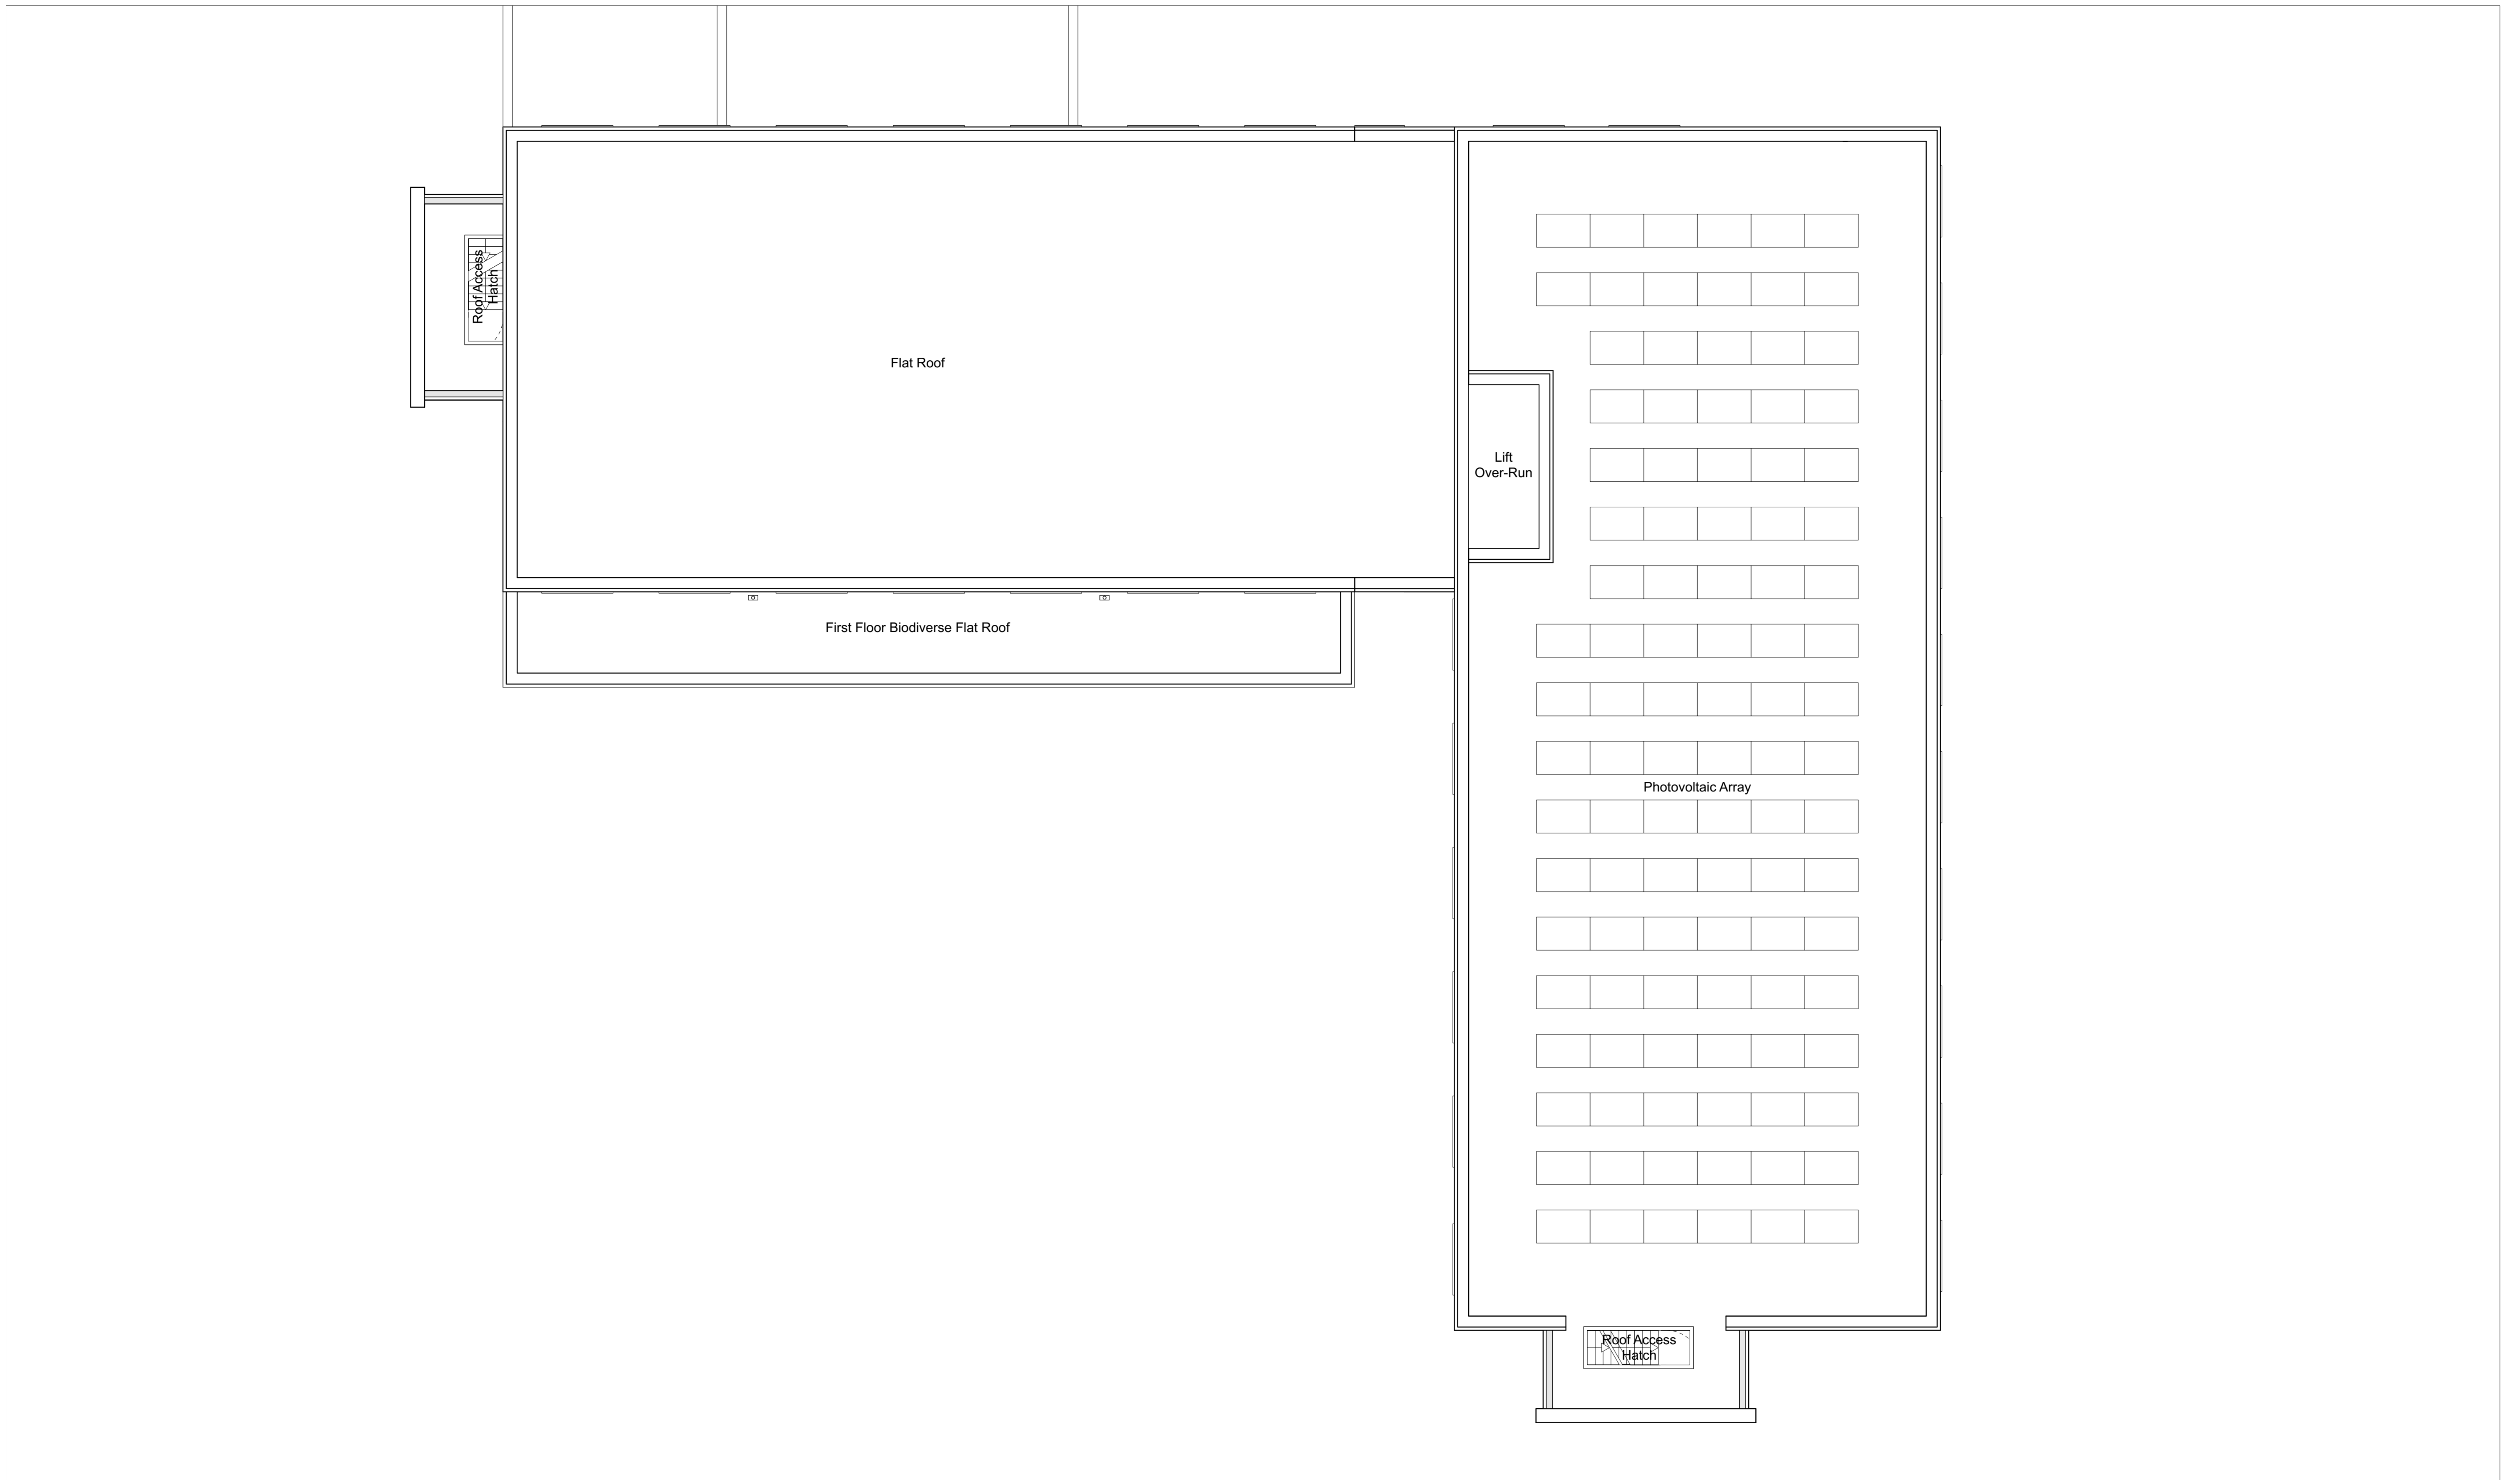 Roof Access
Hatch
Flat Roof
Lift
Over-Run
First Floor Biodiverse Flat Roof
Photovoltaic Array
Roof Access
Hatch